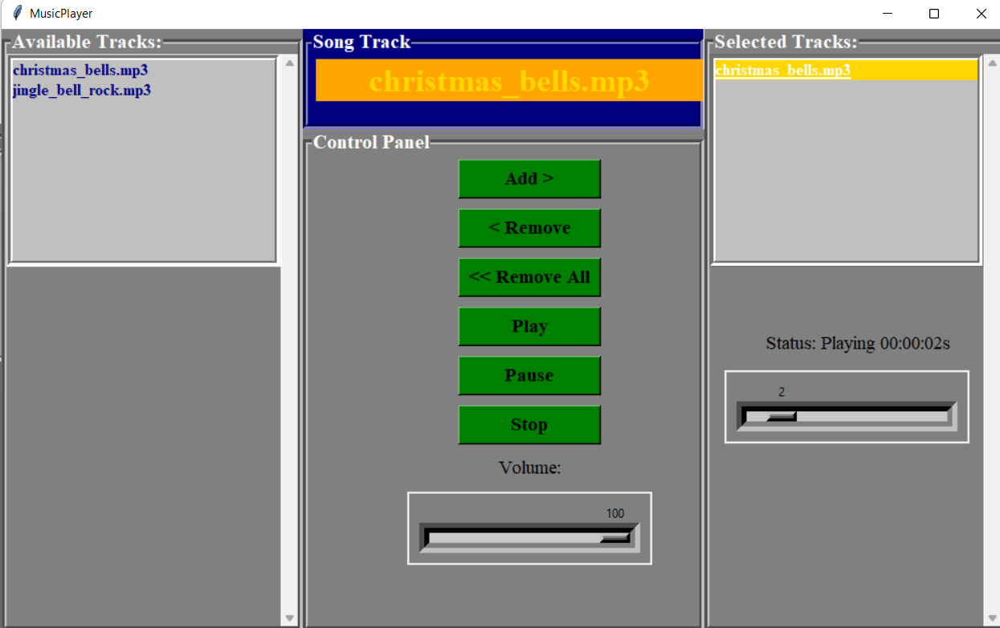 MusicPlayer
Available Tracks:
christmas_bells.mp3
jingle_bell_rock.mp3
Song Track
christmas_bells.mp3
Control Panel
Add >
< Remove
<< Remove All
Play
Pause
Stop
Volume:
100
Selected Tracks:
christmas_bells.mp3
Status: Playing 00:00:02s
2